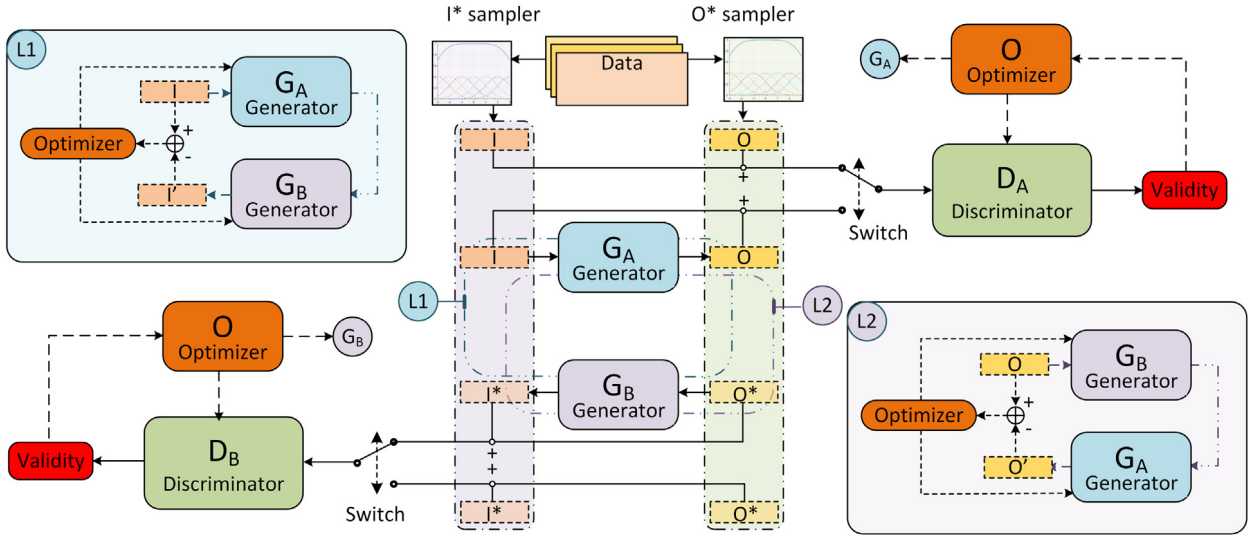 I* sampler
O* sampler
Data
L1
G_A
Generator
I
Optimizer
+
-
I'
G_B
Generator
G_A
O
Optimizer
D_A
Discriminator
Validity
I
O
+
Switch
+
I
G_A
Generator
O
L1
L2
I*
G_B
Generator
O*
+
+
I*
O*
O
Optimizer
G_B
D_B
Discriminator
Validity
Switch
L2
G_B
Generator
O
Optimizer
+
-
O'
G_A
Generator